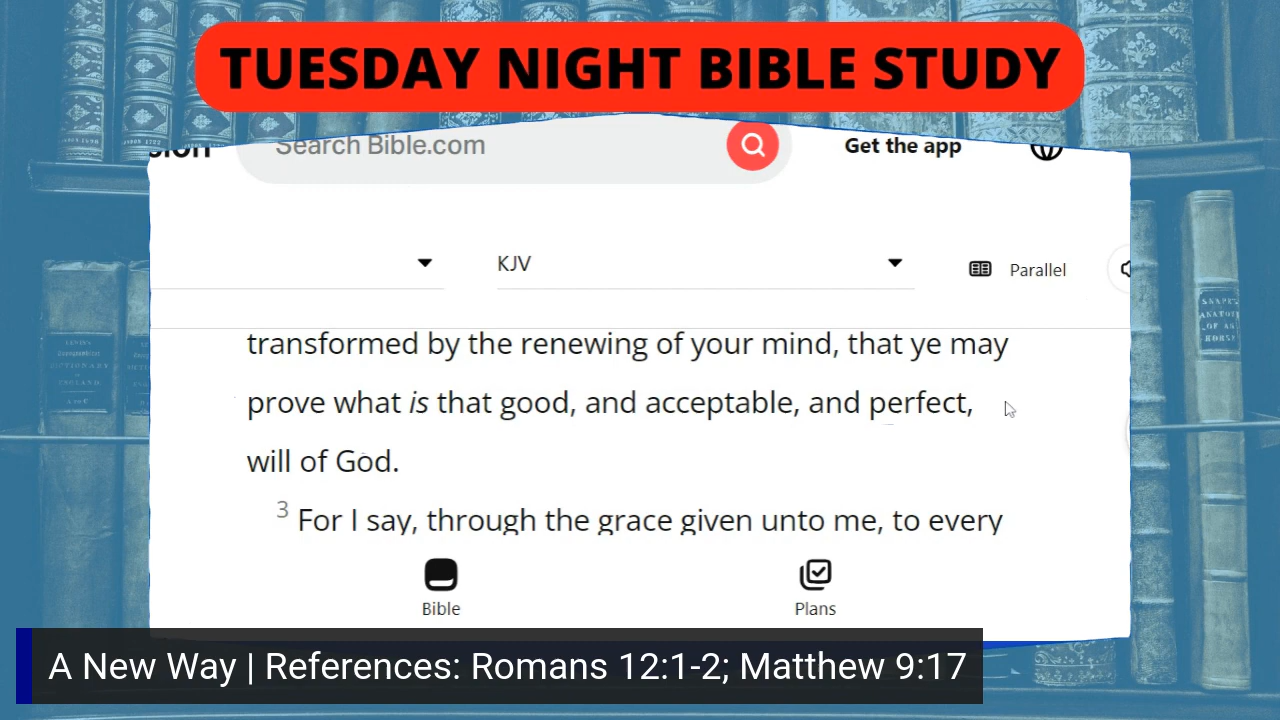 TUESDAY NIGHT BIBLE STUDY
Search Bible.com
Get the app
KJV
Parallel
transformed by the renewing of your mind, that ye may
prove what is that good, and acceptable, and perfect,
will of God.
3 For I say, through the grace given unto me, to every
Bible
Plans
A New Way | References: Romans 12:1-2; Matthew 9:17